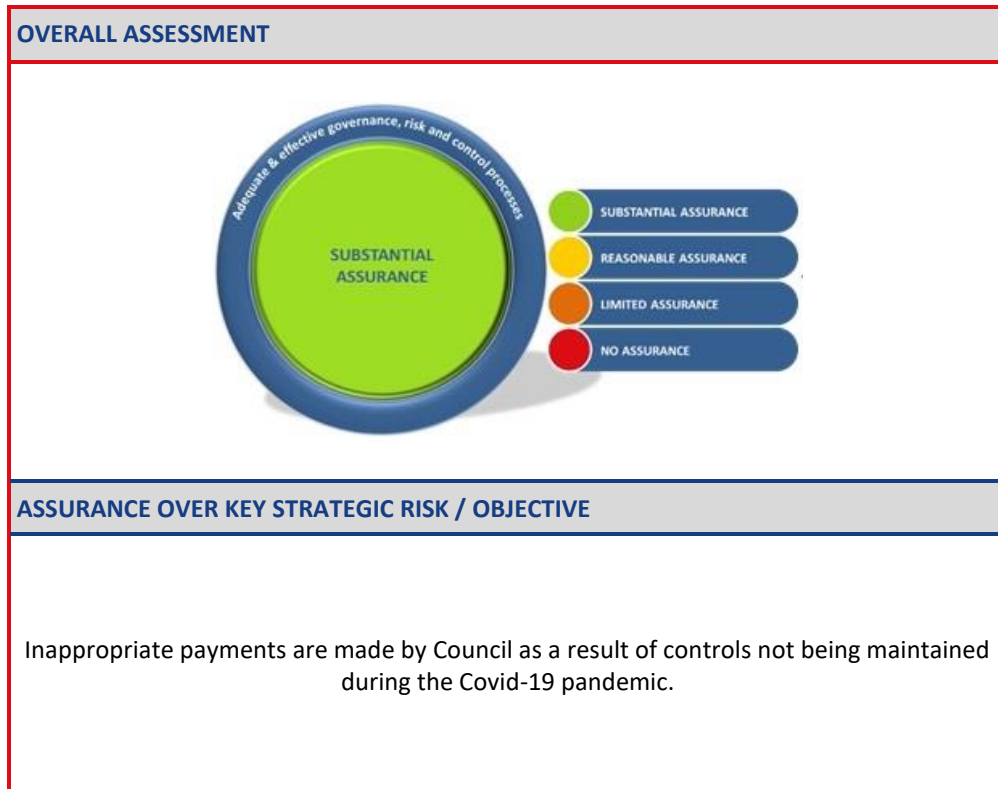 OVERALL ASSESSMENT
Adequate & effective governance, risk and control processes
SUBSTANTIAL
ASSURANCE
SUBSTANTIAL ASSURANCE
REASONABLE ASSURANCE
LIMITED ASSURANCE
NO ASSURANCE
ASSURANCE OVER KEY STRATEGIC RISK / OBJECTIVE
Inappropriate payments are made by Council as a result of controls not being maintained
during the Covid-19 pandemic.